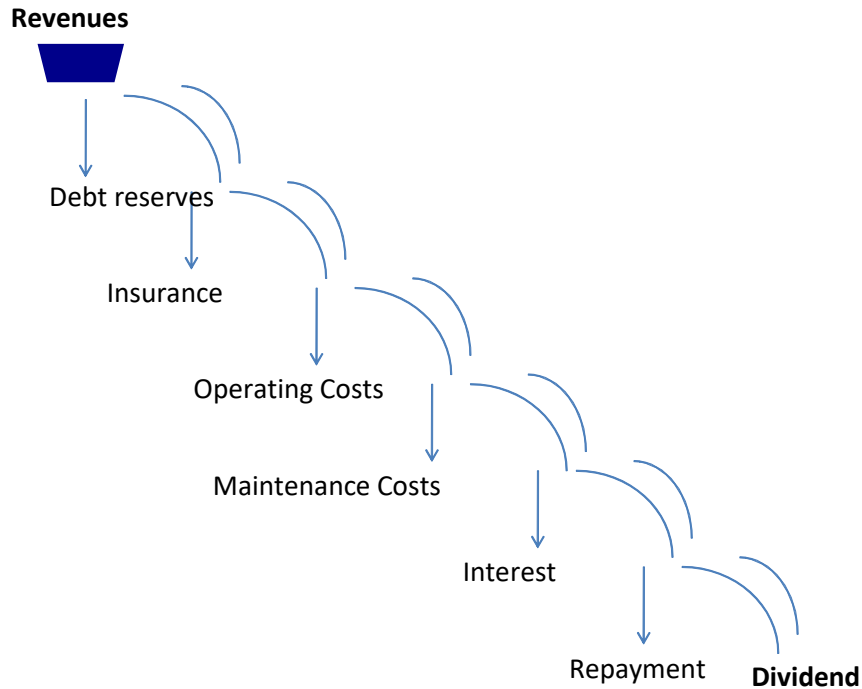 Revenues
Debt reserves
Insurance
Operating Costs
Maintenance Costs
Interest
Repayment
Dividend